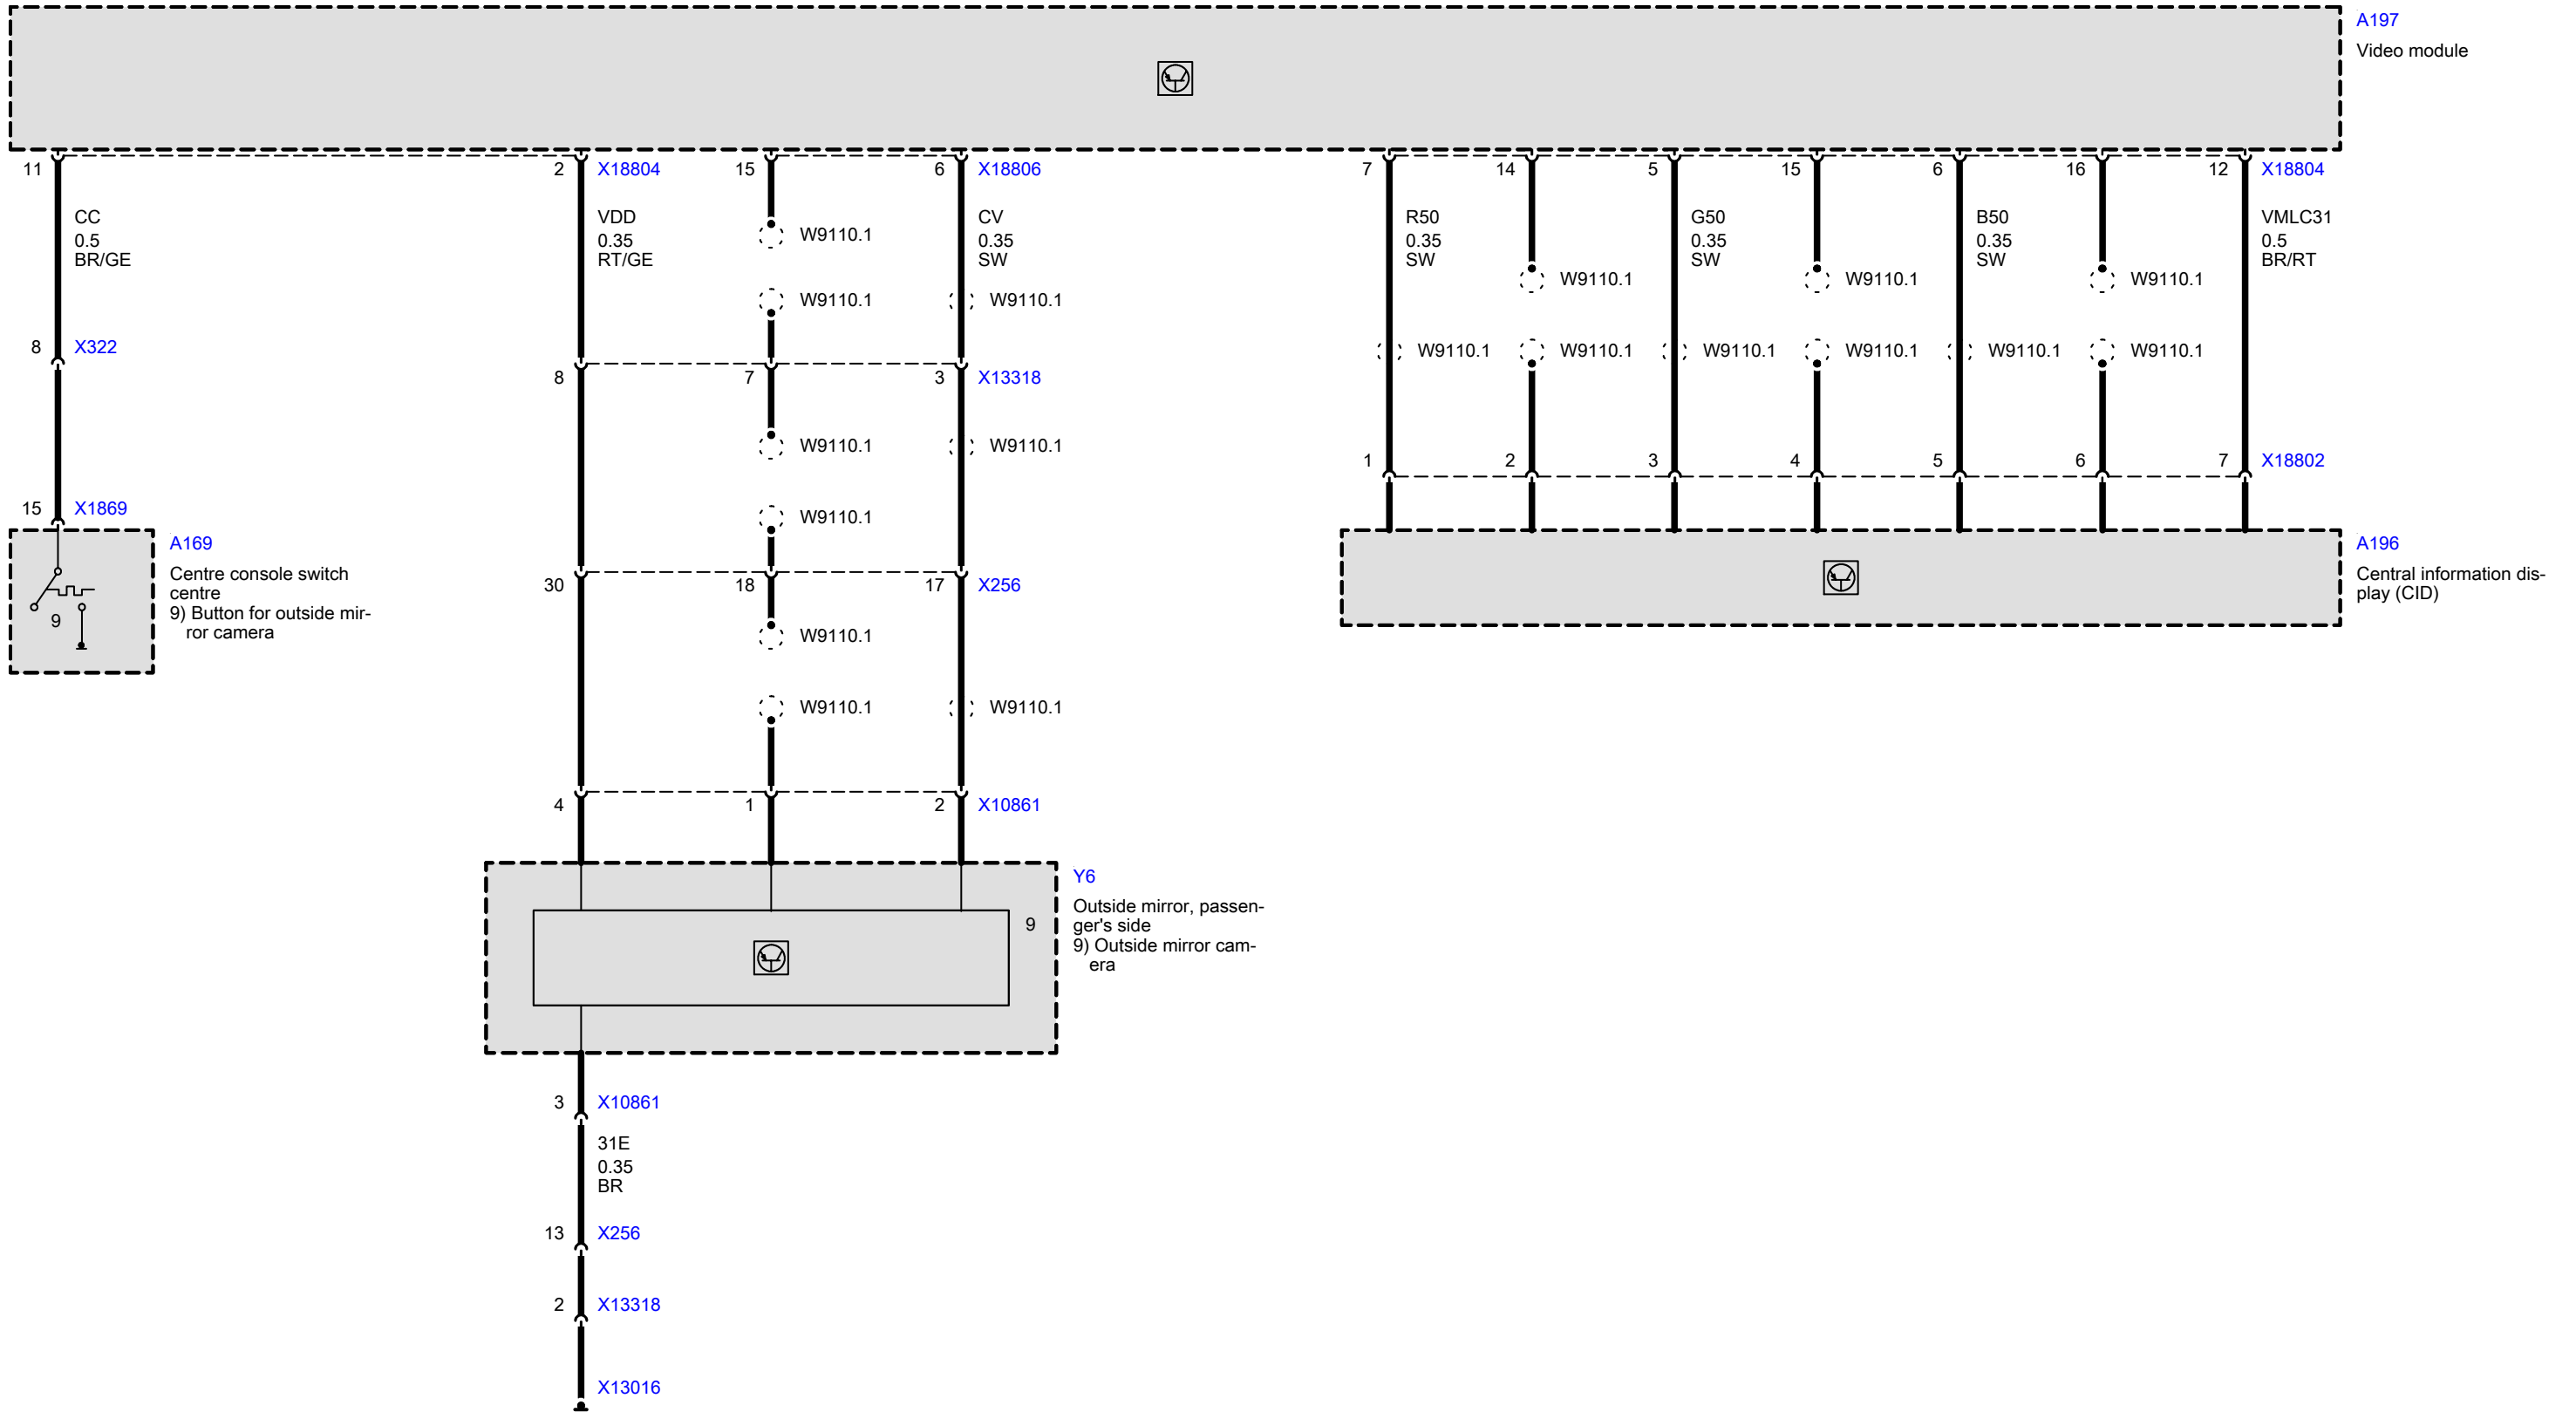 A197
Video module
11
2
X18804
15
6
X18806
7
14
5
15
6
16
12
X18804
CC
0.5
BR/GE
VDD
0.35
RT/GE
W9110.1
CV
0.35
SW
R50
0.35
SW
G50
0.35
SW
B50
0.35
SW
VMLC31
0.5
BR/RT
W9110.1
W9110.1
W9110.1
W9110.1
W9110.1
8
X322
W9110.1
W9110.1
W9110.1
W9110.1
W9110.1
W9110.1
8
7
3
X13318
W9110.1
W9110.1
1
2
3
4
5
6
7
X18802
15
X1869
W9110.1
A169
Centre console switch
centre
9) Button for outside mir-
ror camera
9
A196
Central information dis-
play (CID)
30
18
17
X256
W9110.1
W9110.1
W9110.1
4
1
2
X10861
Y6
Outside mirror, passen-
ger's side
9) Outside mirror cam-
era
9
3
X10861
31E
0.35
BR
13
X256
2
X13318
X13016